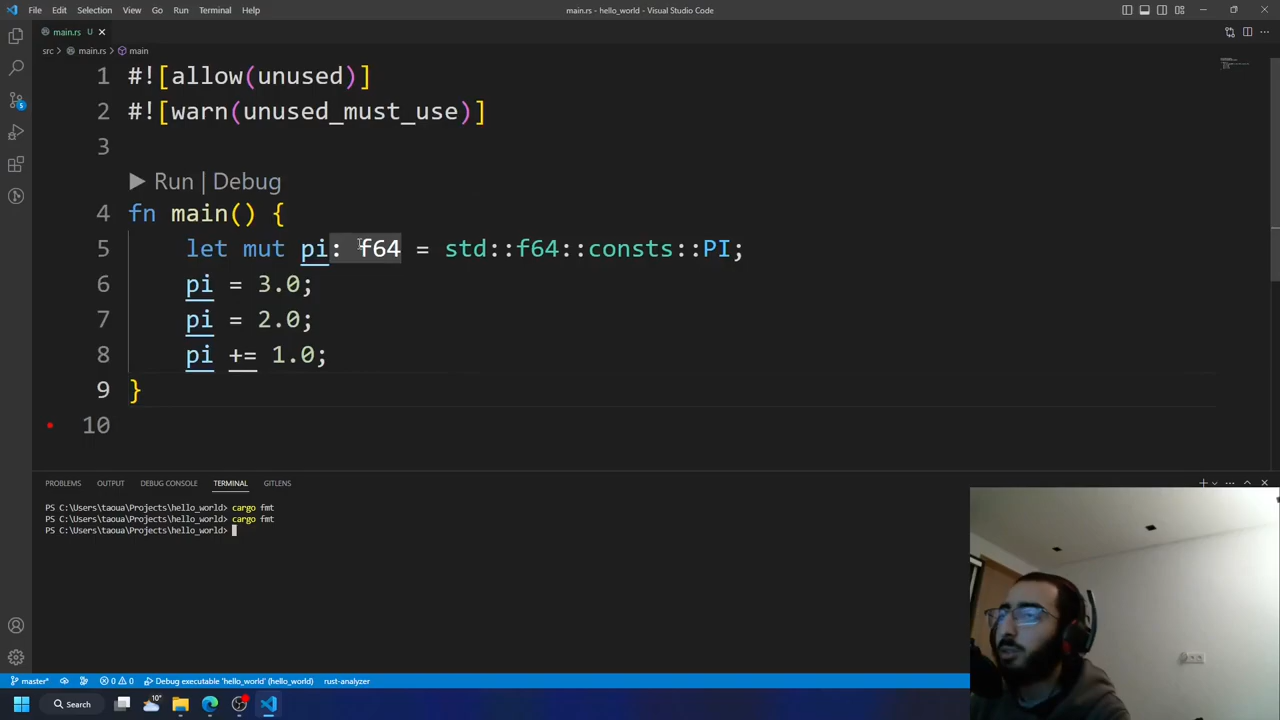 File Edit Selection View Go Run Terminal Help main.rs - hello_world - Visual Studio Code
main.rs U
src > main.rs > main
1 #![allow(unused)]
2 #![warn(unused_must_use)]
3
Run | Debug
4 fn main() {
5 let mut pi: f64 = std::f64::consts::PI;
6 pi = 3.0;
7 pi = 2.0;
8 pi += 1.0;
9 }
10
PROBLEMS OUTPUT DEBUG CONSOLE TERMINAL GITLENS
PS C:\Users\taoua\Projects\hello_world> cargo fmt
PS C:\Users\taoua\Projects\hello_world> cargo fmt
PS C:\Users\taoua\Projects\hello_world>
master* 0 0 Debug executable 'hello_world' (hello_world) rust-analyzer
Search 10°